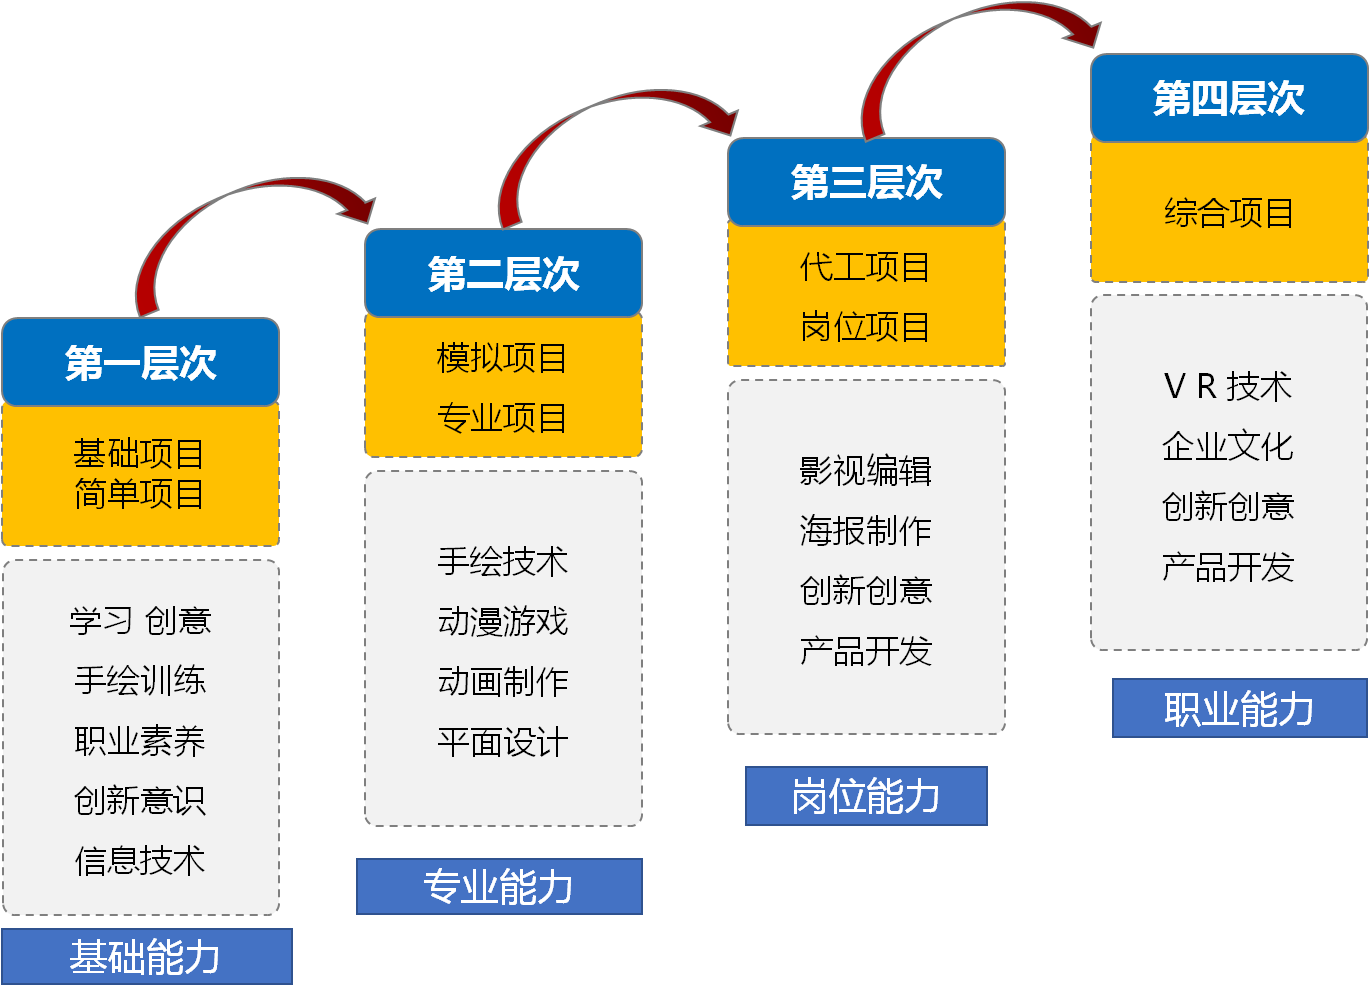 第一层次
基础项目
简单项目
学习 创意
手绘训练
职业素养
创新意识
信息技术
基础能力
第二层次
模拟项目
专业项目
手绘技术
动漫游戏
动画制作
平面设计
专业能力
第三层次
代工项目
岗位项目
影视编辑
海报制作
创新创意
产品开发
岗位能力
第四层次
综合项目
V R 技术
企业文化
创新创意
产品开发
职业能力